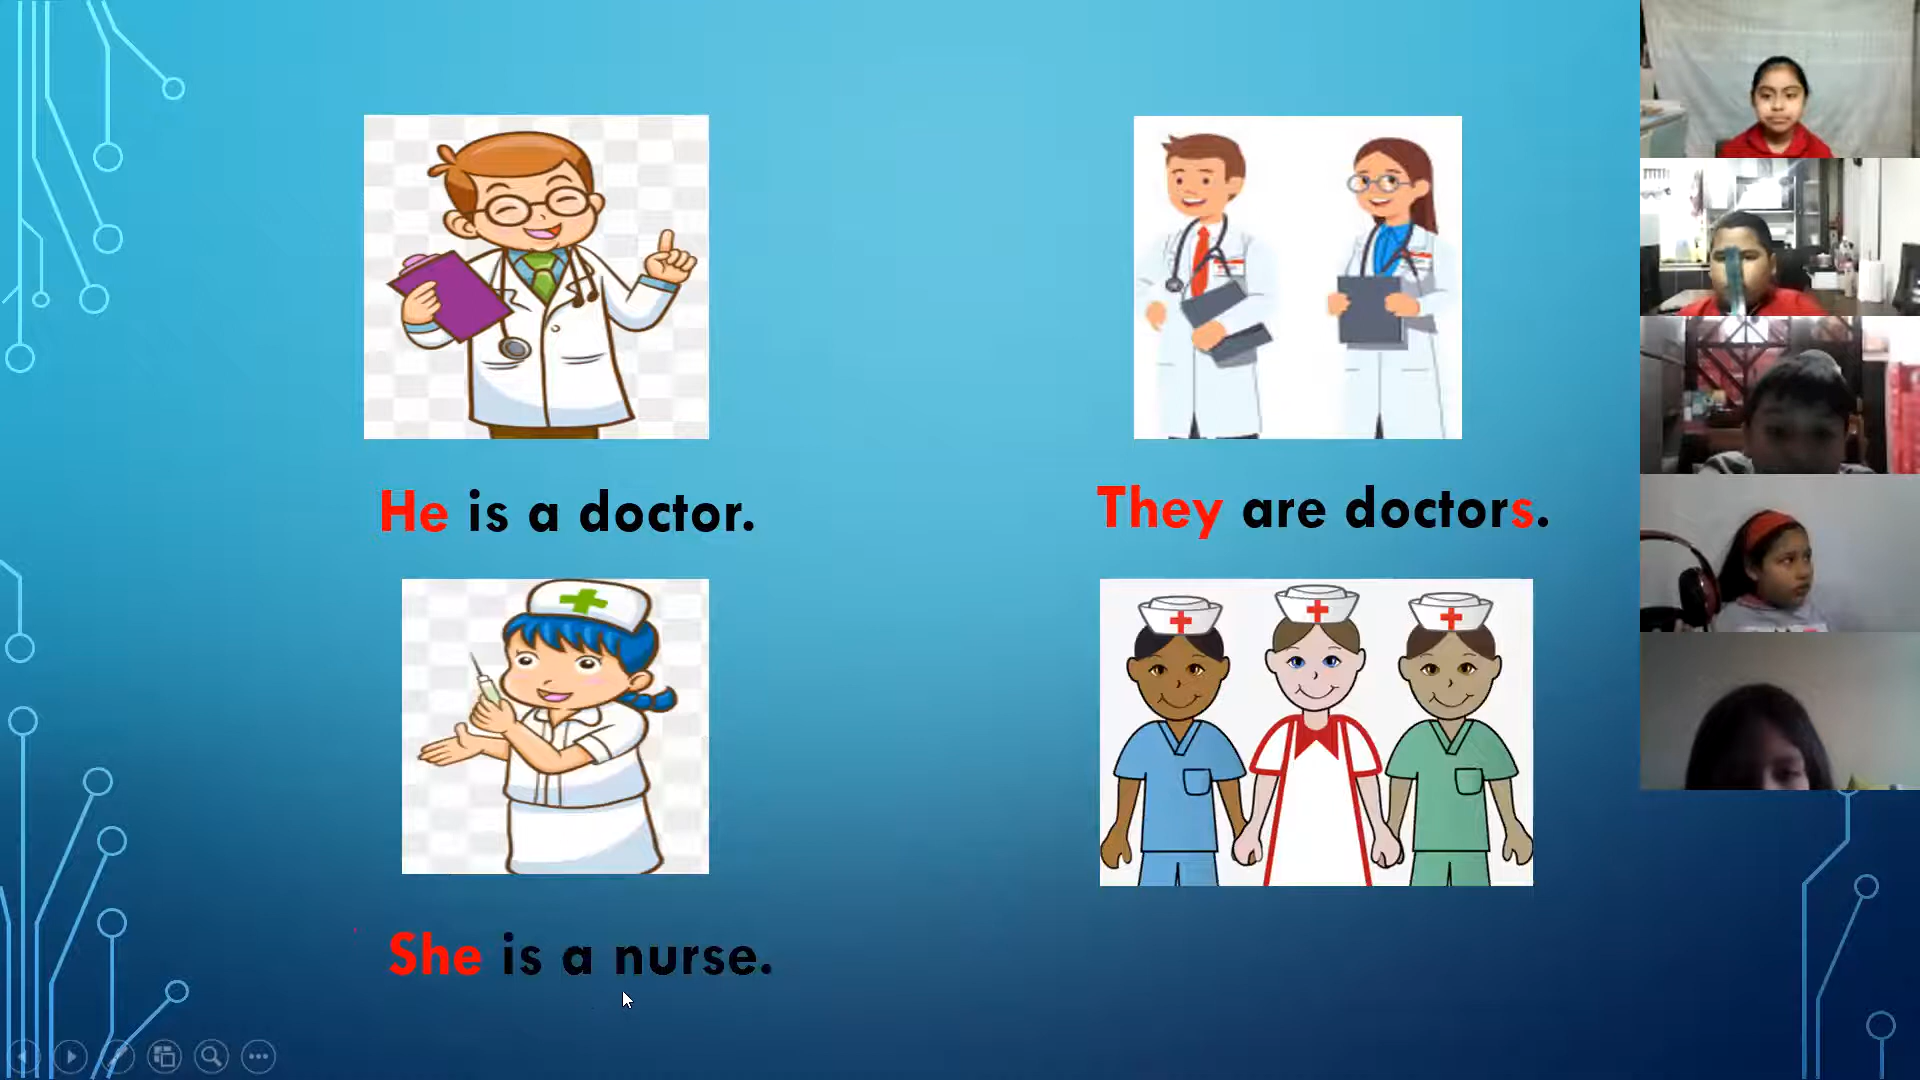 He is a doctor.
They are doctors.
She is a nurse.